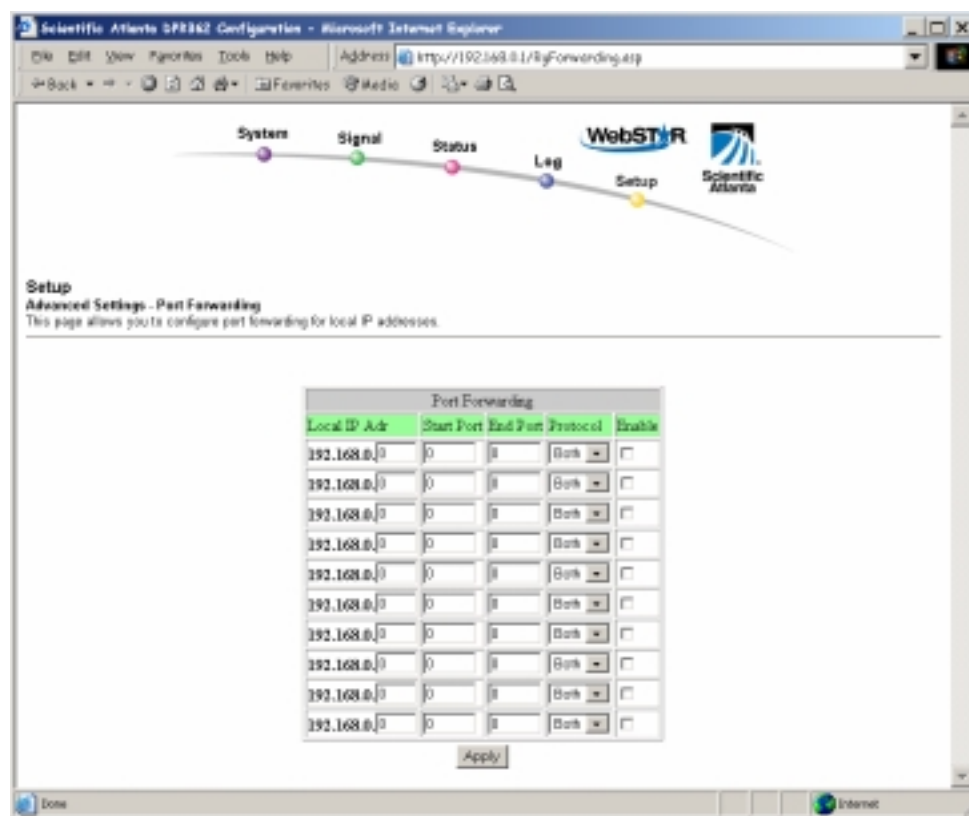 Scientific Atlanta DPR362 Configuration - Microsoft Internet Explorer
File Edit View Favorites Tools Help Address http://192.168.0.1/RgForwarding.asp
Back Favorites Media
System
Signal
Status
Log
Setup
WebSTAR
Scientific
Atlanta
Setup
Advanced Settings - Port Forwarding
This page allows you to configure port forwarding for local IP addresses.
Port Forwarding
Local IP Adr Start Port End Port Protocol Enable
192.168.0. 0 0 0 Both
192.168.0. 0 0 0 Both
192.168.0. 0 0 0 Both
192.168.0. 0 0 0 Both
192.168.0. 0 0 0 Both
192.168.0. 0 0 0 Both
192.168.0. 0 0 0 Both
192.168.0. 0 0 0 Both
192.168.0. 0 0 0 Both
192.168.0. 0 0 0 Both
Apply
Done Internet